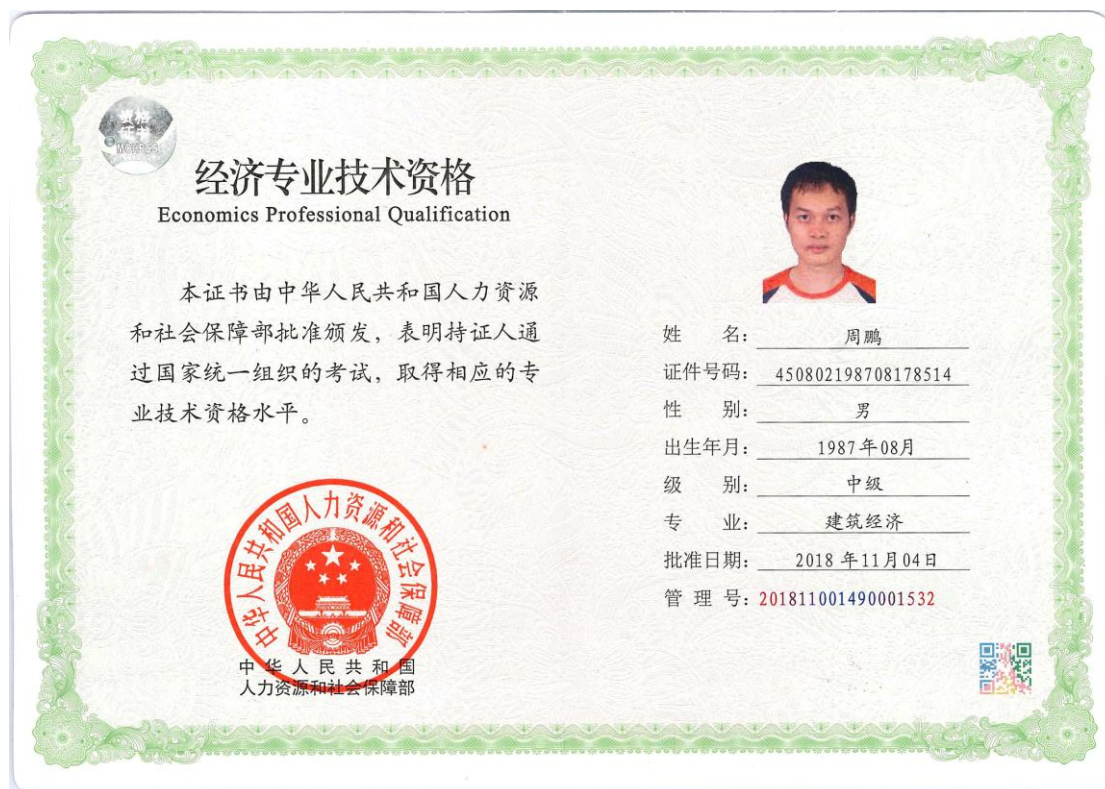 资格
证书
MOHRSS
经济专业技术资格
Economics Professional Qualification
本证书由中华人民共和国人力资源
和社会保障部批准颁发，表明持证人通
过国家统一组织的考试，取得相应的专
业技术资格水平。
中华人民共和国人力资源和社会保障部
中华人民共和国
人力资源和社会保障部
姓名：周鹏
证件号码：450802198708178514
性别：男
出生年月：1987年08月
级别：中级
专业：建筑经济
批准日期：2018年11月04日
管理号：201811001490001532